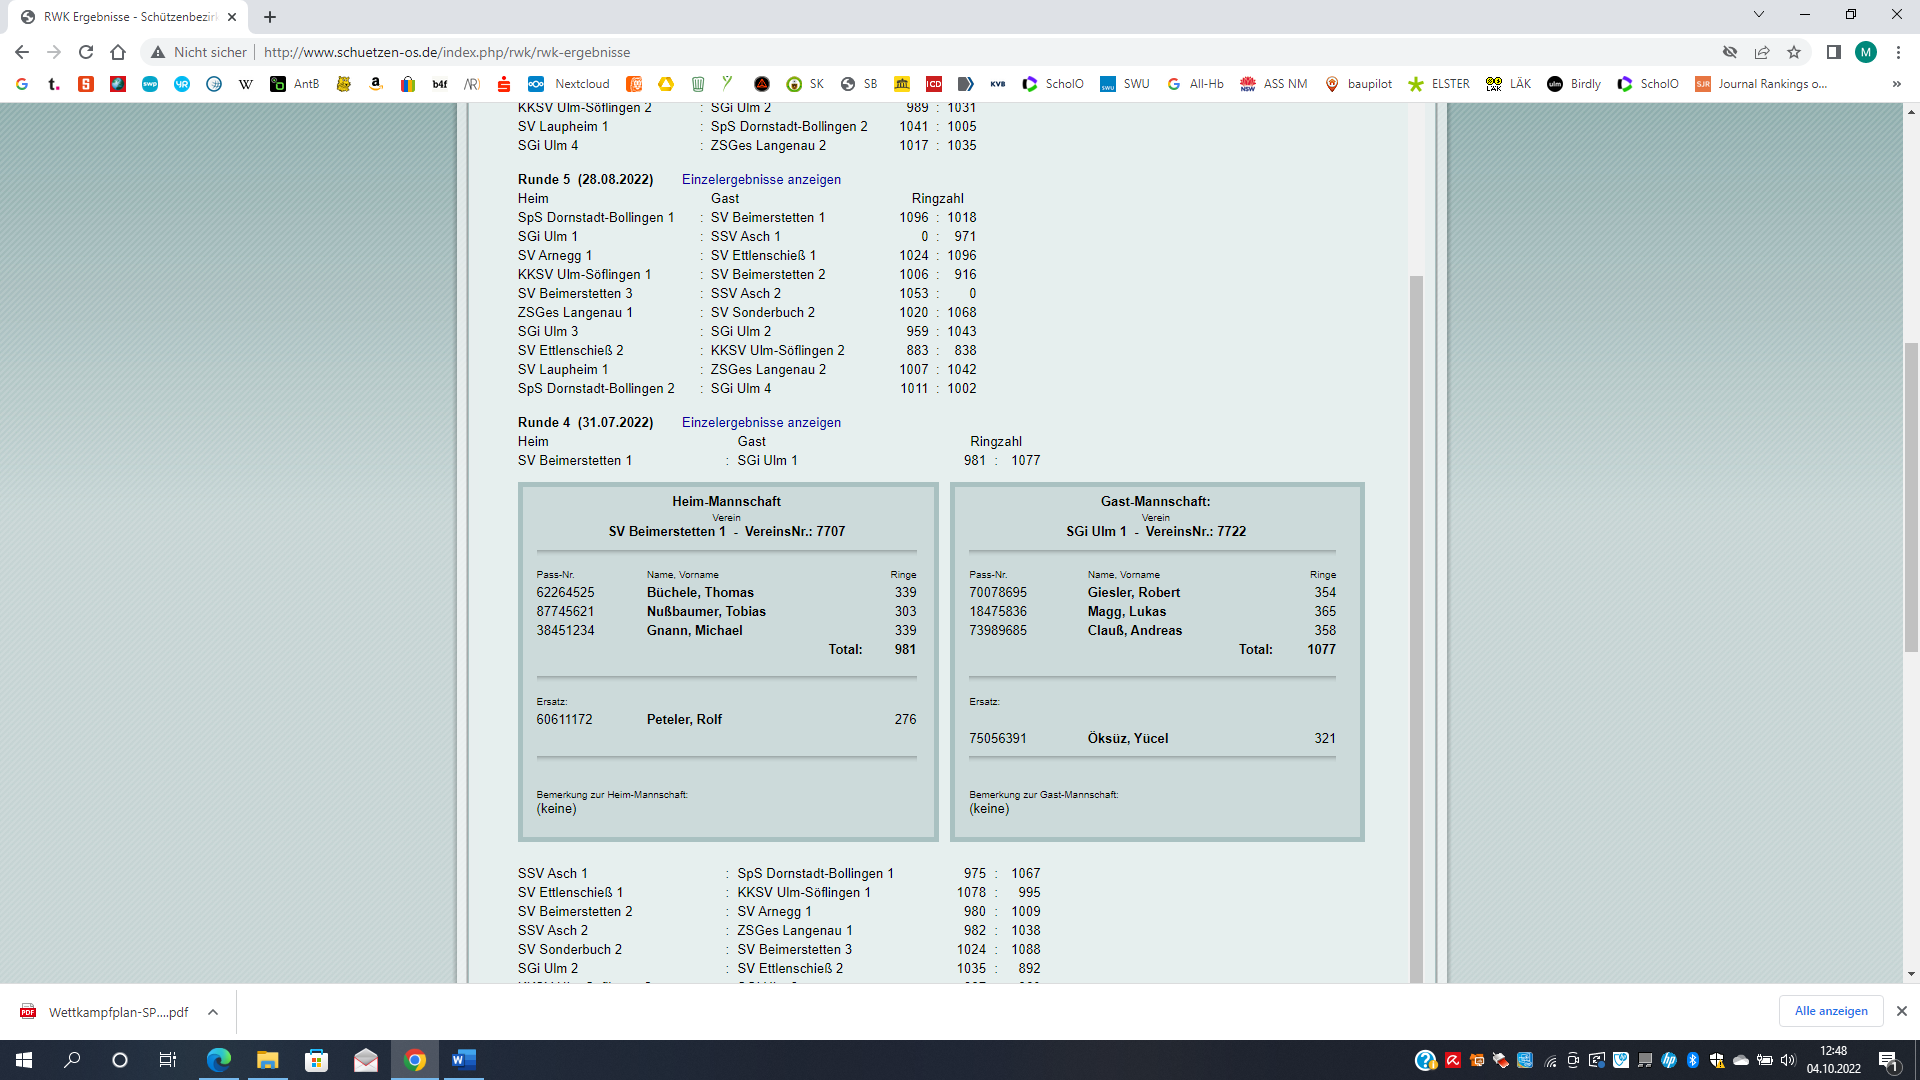 RWK Ergebnisse - Schützenbezir
Nicht sicher http://www.schuetzen-os.de/index.php/rwk/rwk-ergebnisse M
AntB b4f Nextcloud SK SB ICD KVB ScholO SWU All-Hb ASS NM baupilot ELSTER LÄK Birdly ScholO SJR Journal Rankings o... »
KKSV Ulm-Söflingen 2 : SGi Ulm 2 989 : 1031
SV Laupheim 1 : SpS Dornstadt-Bollingen 2 1041 : 1005
SGi Ulm 4 : ZSGes Langenau 2 1017 : 1035
Runde 5 (28.08.2022) Einzelergebnisse anzeigen
Heim Gast Ringzahl
SpS Dornstadt-Bollingen 1 : SV Beimerstetten 1 1096 : 1018
SGi Ulm 1 : SSV Asch 1 0 : 971
SV Arnegg 1 : SV Ettlenschieß 1 1024 : 1096
KKSV Ulm-Söflingen 1 : SV Beimerstetten 2 1006 : 916
SV Beimerstetten 3 : SSV Asch 2 1053 : 0
ZSGes Langenau 1 : SV Sonderbuch 2 1020 : 1068
SGi Ulm 3 : SGi Ulm 2 959 : 1043
SV Ettlenschieß 2 : KKSV Ulm-Söflingen 2 883 : 838
SV Laupheim 1 : ZSGes Langenau 2 1007 : 1042
SpS Dornstadt-Bollingen 2 : SGi Ulm 4 1011 : 1002
Runde 4 (31.07.2022) Einzelergebnisse anzeigen
Heim Gast Ringzahl
SV Beimerstetten 1 : SGi Ulm 1 981 : 1077
Heim-Mannschaft
Verein
SV Beimerstetten 1 - VereinsNr.: 7707
Pass-Nr. Name, Vorname Ringe
62264525 Büchele, Thomas 339
87745621 Nußbaumer, Tobias 303
38451234 Gnann, Michael 339
Total: 981
Ersatz:
60611172 Peteler, Rolf 276
Bemerkung zur Heim-Mannschaft:
(keine)
Gast-Mannschaft:
Verein
SGi Ulm 1 - VereinsNr.: 7722
Pass-Nr. Name, Vorname Ringe
70078695 Giesler, Robert 354
18475836 Magg, Lukas 365
73989685 Clauß, Andreas 358
Total: 1077
Ersatz:
75056391 Öksüz, Yücel 321
Bemerkung zur Gast-Mannschaft:
(keine)
SSV Asch 1 : SpS Dornstadt-Bollingen 1 975 : 1067
SV Ettlenschieß 1 : KKSV Ulm-Söflingen 1 1078 : 995
SV Beimerstetten 2 : SV Arnegg 1 980 : 1009
SSV Asch 2 : ZSGes Langenau 1 982 : 1038
SV Sonderbuch 2 : SV Beimerstetten 3 1024 : 1088
SGi Ulm 2 : SV Ettlenschieß 2 1035 : 892
Wettkampfplan-SP....pdf Alle anzeigen
12:48
04.10.2022